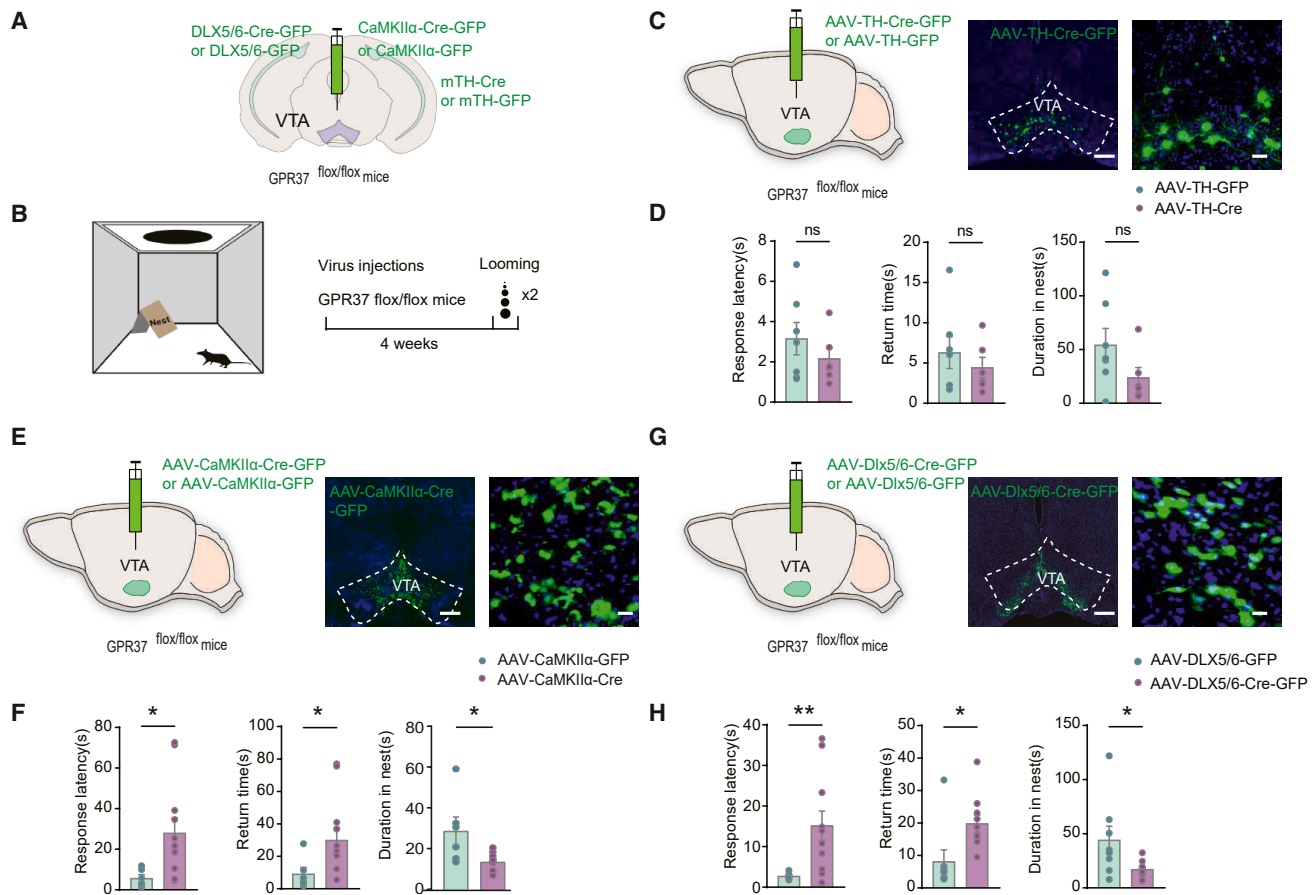 A
DLX5/6-Cre-GFP
or DLX5/6-GFP
CaMKIIα-Cre-GFP
CaMKIIα-GFP
mTH-Cre
or mTH-GFP
VTA
GPR37 flox/flox mice
B
Nest
Virus injections
GPR37 flox/flox mice
4 weeks
Looming
x2
C
AAV-TH-Cre-GFP
or AAV-TH-GFP
VTA
GPR37 flox/flox mice
AAV-TH-Cre-GFP
VTA
AAV-TH-GFP
AAV-TH-Cre
D
Response latency(s)
8
6
4
2
0
ns
Return time(s)
20
15
10
5
0
ns
Duration in nest(s)
150
100
50
0
ns
E
AAV-CaMKIIα-Cre-GFP
or AAV-CaMKIIα-GFP
VTA
GPR37 flox/flox mice
AAV-CaMKIIα-Cre
-GFP
VTA
AAV-CaMKIIα-GFP
AAV-CaMKIIα-Cre
F
Response latency(s)
80
60
40
20
0
*
Return time(s)
100
80
60
40
20
0
*
Duration in nest(s)
80
60
40
20
0
*
G
AAV-Dlx5/6-Cre-GFP
or AAV-Dlx5/6-GFP
VTA
GPR37 flox/flox mice
AAV-Dlx5/6-Cre-GFP
VTA
AAV-DLX5/6-GFP
AAV-DLX5/6-Cre-GFP
H
Response latency(s)
40
30
20
10
0
**
Return time(s)
50
40
30
20
10
0
*
Duration in nest(s)
150
100
50
0
*